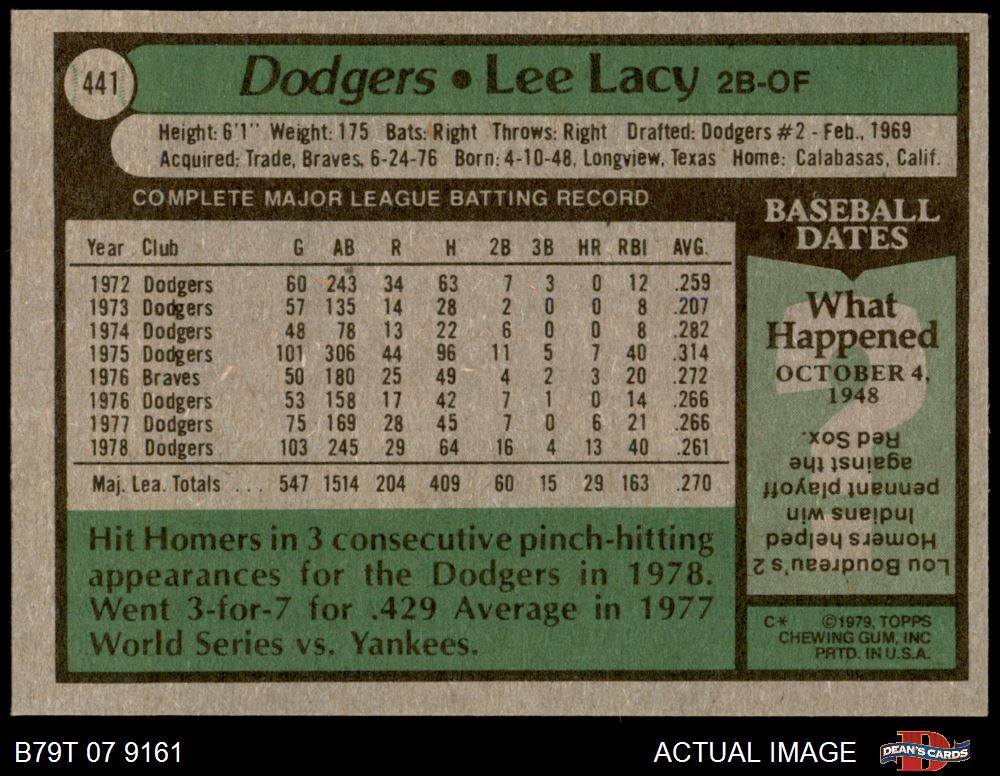 441
Dodgers • Lee Lacy 2B-OF
Height: 6'1" Weight: 175 Bats: Right Throws: Right Drafted: Dodgers #2 - Feb., 1969
Acquired: Trade, Braves, 6-24-76 Born: 4-10-48, Longview, Texas Home: Calabasas, Calif.
COMPLETE MAJOR LEAGUE BATTING RECORD
Year Club G AB R H 2B 3B HR RBI AVG.
1972 Dodgers 60 243 34 63 7 3 0 12 .259
1973 Dodgers 57 135 14 28 2 0 0 8 .207
1974 Dodgers 48 78 13 22 6 0 0 8 .282
1975 Dodgers 101 306 44 96 11 5 7 40 .314
1976 Braves 50 180 25 49 4 2 3 20 .272
1976 Dodgers 53 158 17 42 7 1 0 14 .266
1977 Dodgers 75 169 28 45 7 0 6 21 .266
1978 Dodgers 103 245 29 64 16 4 13 40 .261
Maj. Lea. Totals ... 547 1514 204 409 60 15 29 163 .270
Hit Homers in 3 consecutive pinch-hitting
appearances for the Dodgers in 1978.
Went 3-for-7 for .429 Average in 1977
World Series vs. Yankees.
BASEBALL
DATES
What
Happened
OCTOBER 4,
1948
Lou Boudreau's 2
Homers helped
Indians win
pennant playoff
against the
Red Sox.
C* ©1979, TOPPS
CHEWING GUM, INC
PRTD. IN U.S.A.
B79T 07 9161
ACTUAL IMAGE
DEAN'S CARDS